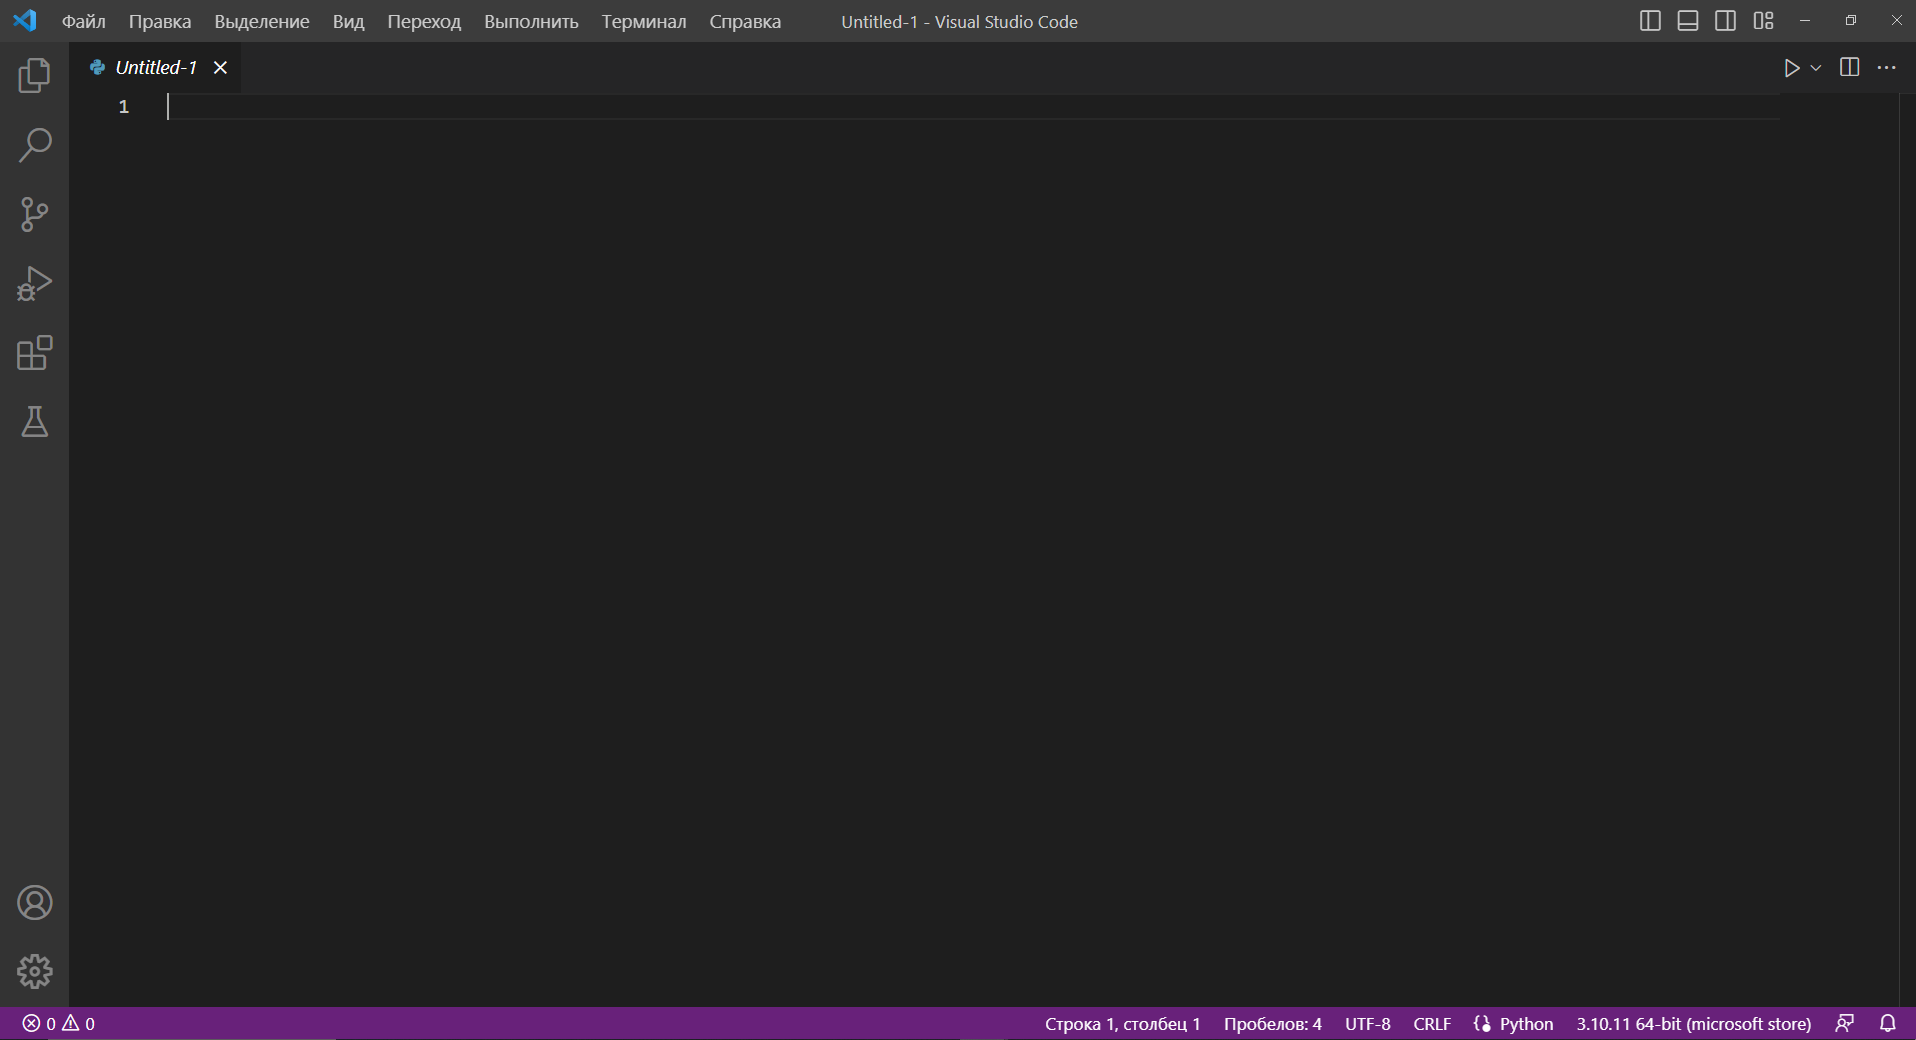 Файл Правка Выделение Вид Переход Выполнить Терминал Справка Untitled-1 - Visual Studio Code
Untitled-1
1
0 0 Строка 1, столбец 1 Пробелов: 4 UTF-8 CRLF Python 3.10.11 64-bit (microsoft store)